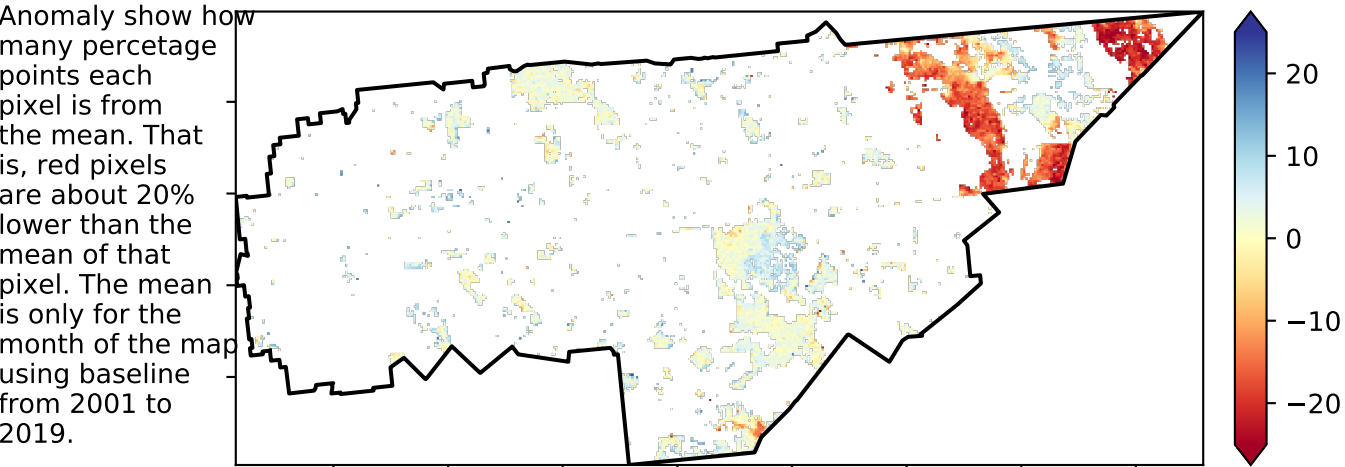 Anomaly show how
many percetage
points each
pixel is from
the mean. That
is, red pixels
are about 20%
lower than the
mean of that
pixel. The mean
is only for the
month of the map
using baseline
from 2001 to
2019.
20
10
0
−10
−20